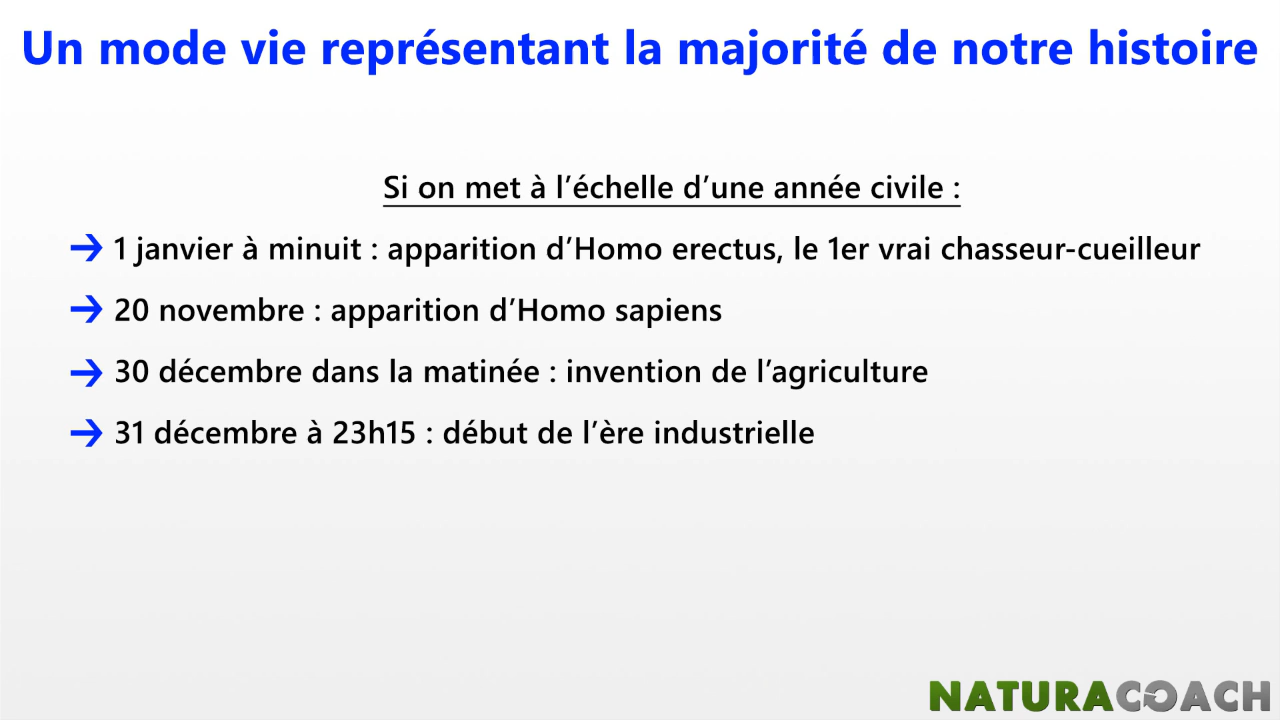 Un mode vie représentant la majorité de notre histoire
Si on met à l’échelle d’une année civile :
→ 1 janvier à minuit : apparition d’Homo erectus, le 1er vrai chasseur-cueilleur
→ 20 novembre : apparition d’Homo sapiens
→ 30 décembre dans la matinée : invention de l’agriculture
→ 31 décembre à 23h15 : début de l’ère industrielle
NATURACOACH